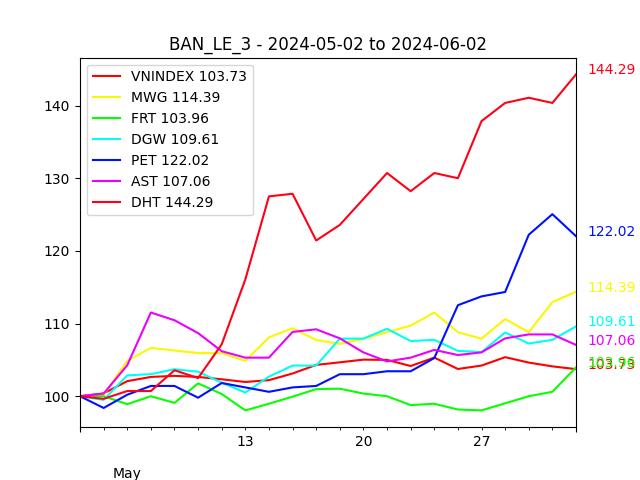 BAN_LE_3 - 2024-05-02 to 2024-06-02
VNINDEX 103.73
MWG 114.39
FRT 103.96
DGW 109.61
PET 122.02
AST 107.06
DHT 144.29
140
130
120
110
100
144.29
122.02
114.39
109.61
107.06
103.96
103.73
13
20
27
May